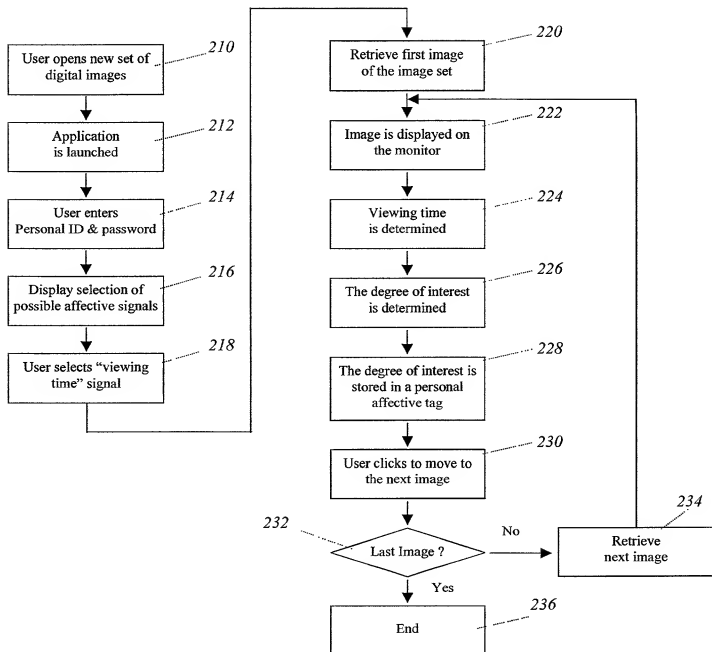 210
User opens new set of
digital images
212
Application
is launched
214
User enters
Personal ID & password
216
Display selection of
possible affective signals
218
User selects “viewing
time” signal
220
Retrieve first image
of the image set
222
Image is displayed on
the monitor
224
Viewing time
is determined
226
The degree of interest
is determined
228
The degree of interest is
stored in a personal
affective tag
230
User clicks to move to
the next image
232
Last Image ?
No
234
Retrieve
next image
Yes
236
End